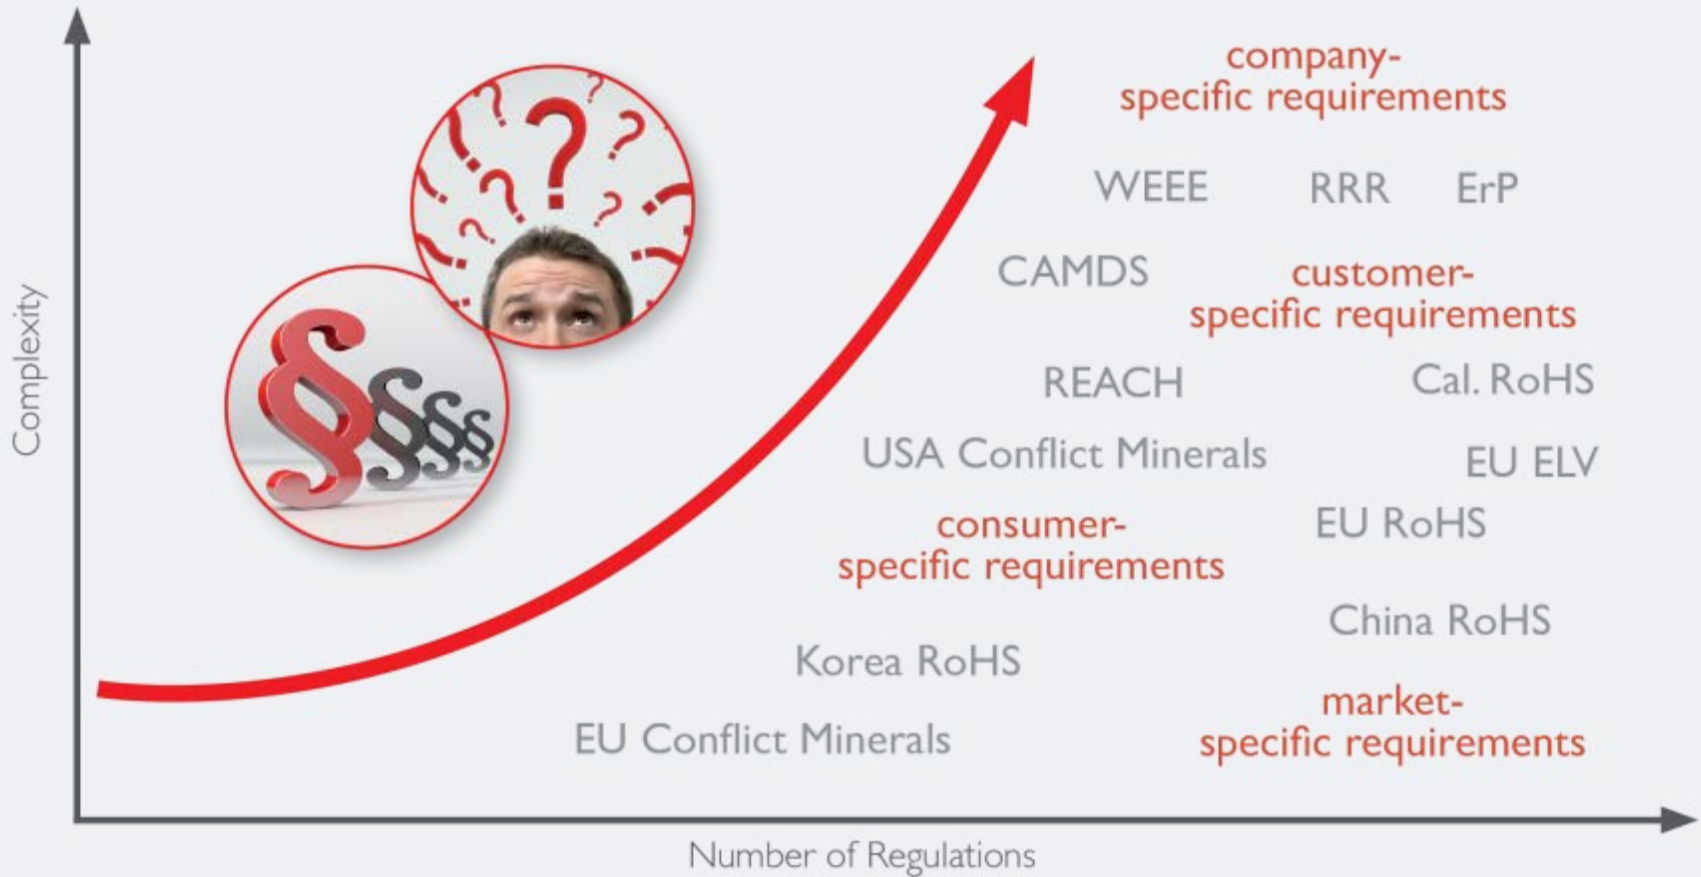 company-
specific requirements
WEEE RRR ErP
CAMDS
customer-
specific requirements
REACH
Cal. RoHS
USA Conflict Minerals
EU ELV
consumer-
specific requirements
EU RoHS
China RoHS
Korea RoHS
market-
specific requirements
EU Conflict Minerals
Complexity
Number of Regulations